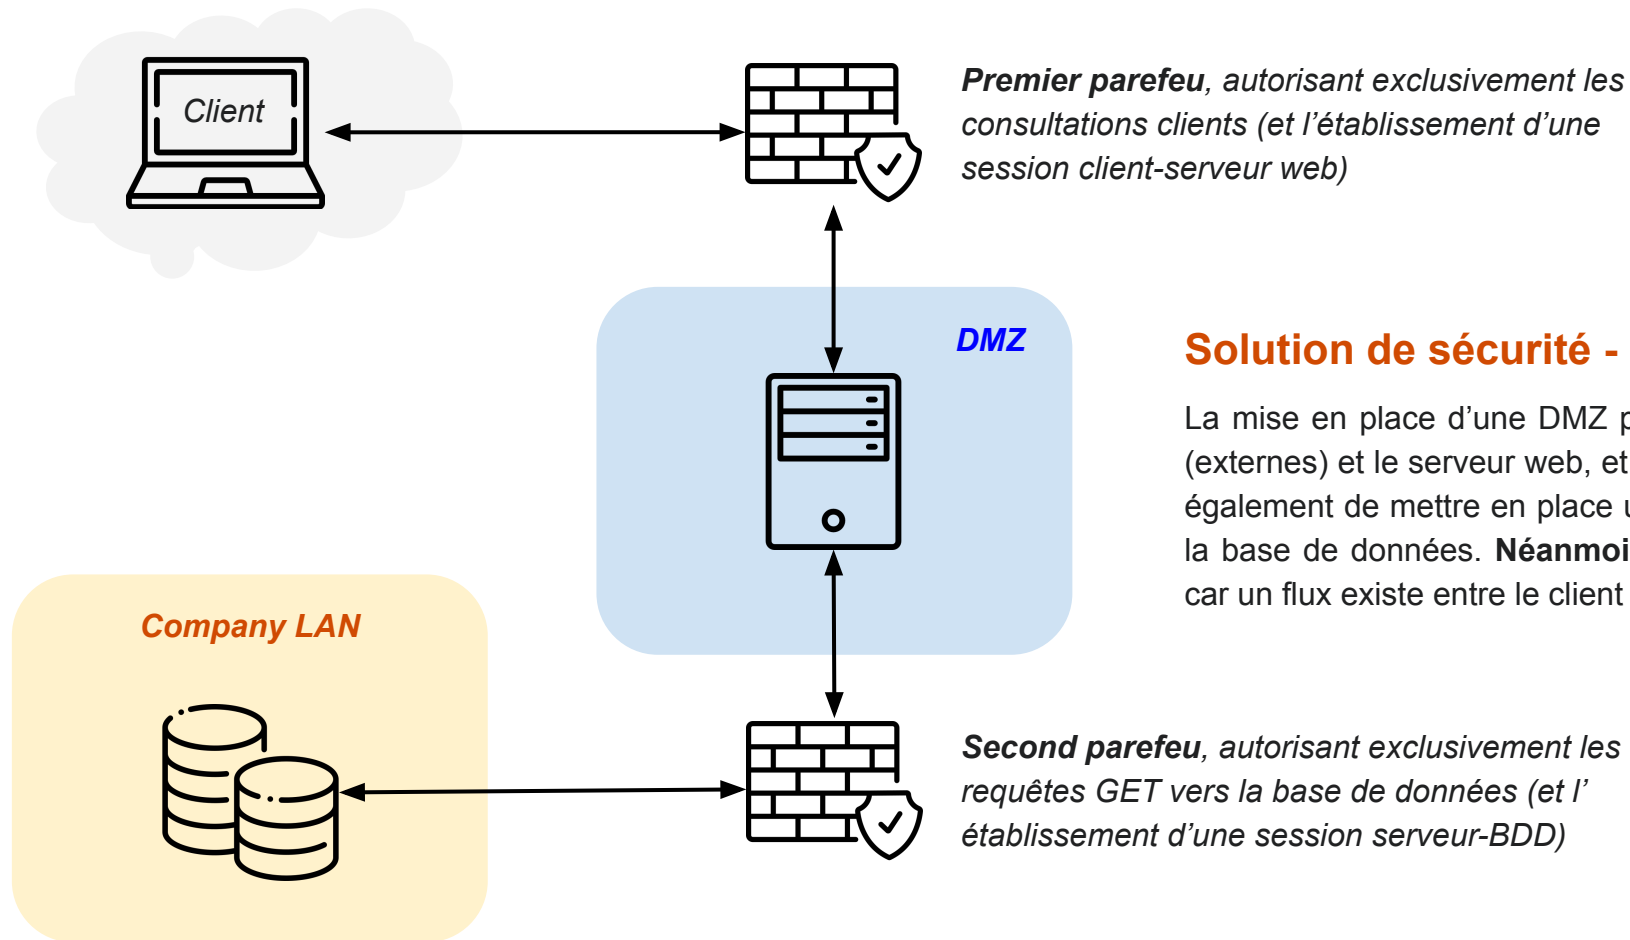 Client
Premier parefeu, autorisant exclusivement les
consultations clients (et l’établissement d’une
session client-serveur web)
DMZ
Solution de sécurité -
La mise en place d’une DMZ
(externes) et le serveur web, et
également de mettre en place
la base de données.
car un flux existe entre le client
Company LAN
Second parefeu, autorisant exclusivement les
requêtes GET vers la base de données (et l’
établissement d’une session serveur-BDD)